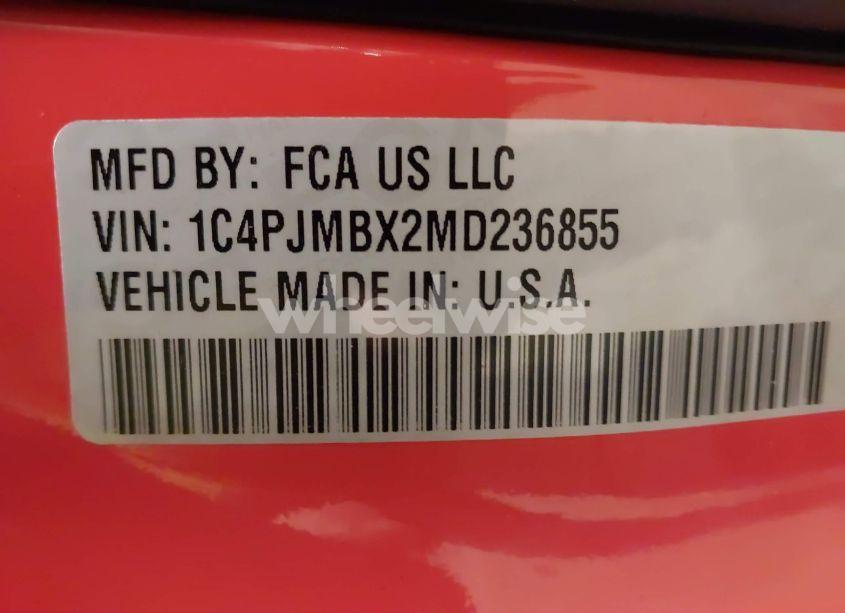 MFD BY: FCA US LLC
VIN: 1C4PJMBX2MD236855
VEHICLE MADE IN: U.S.A.
wheelwise